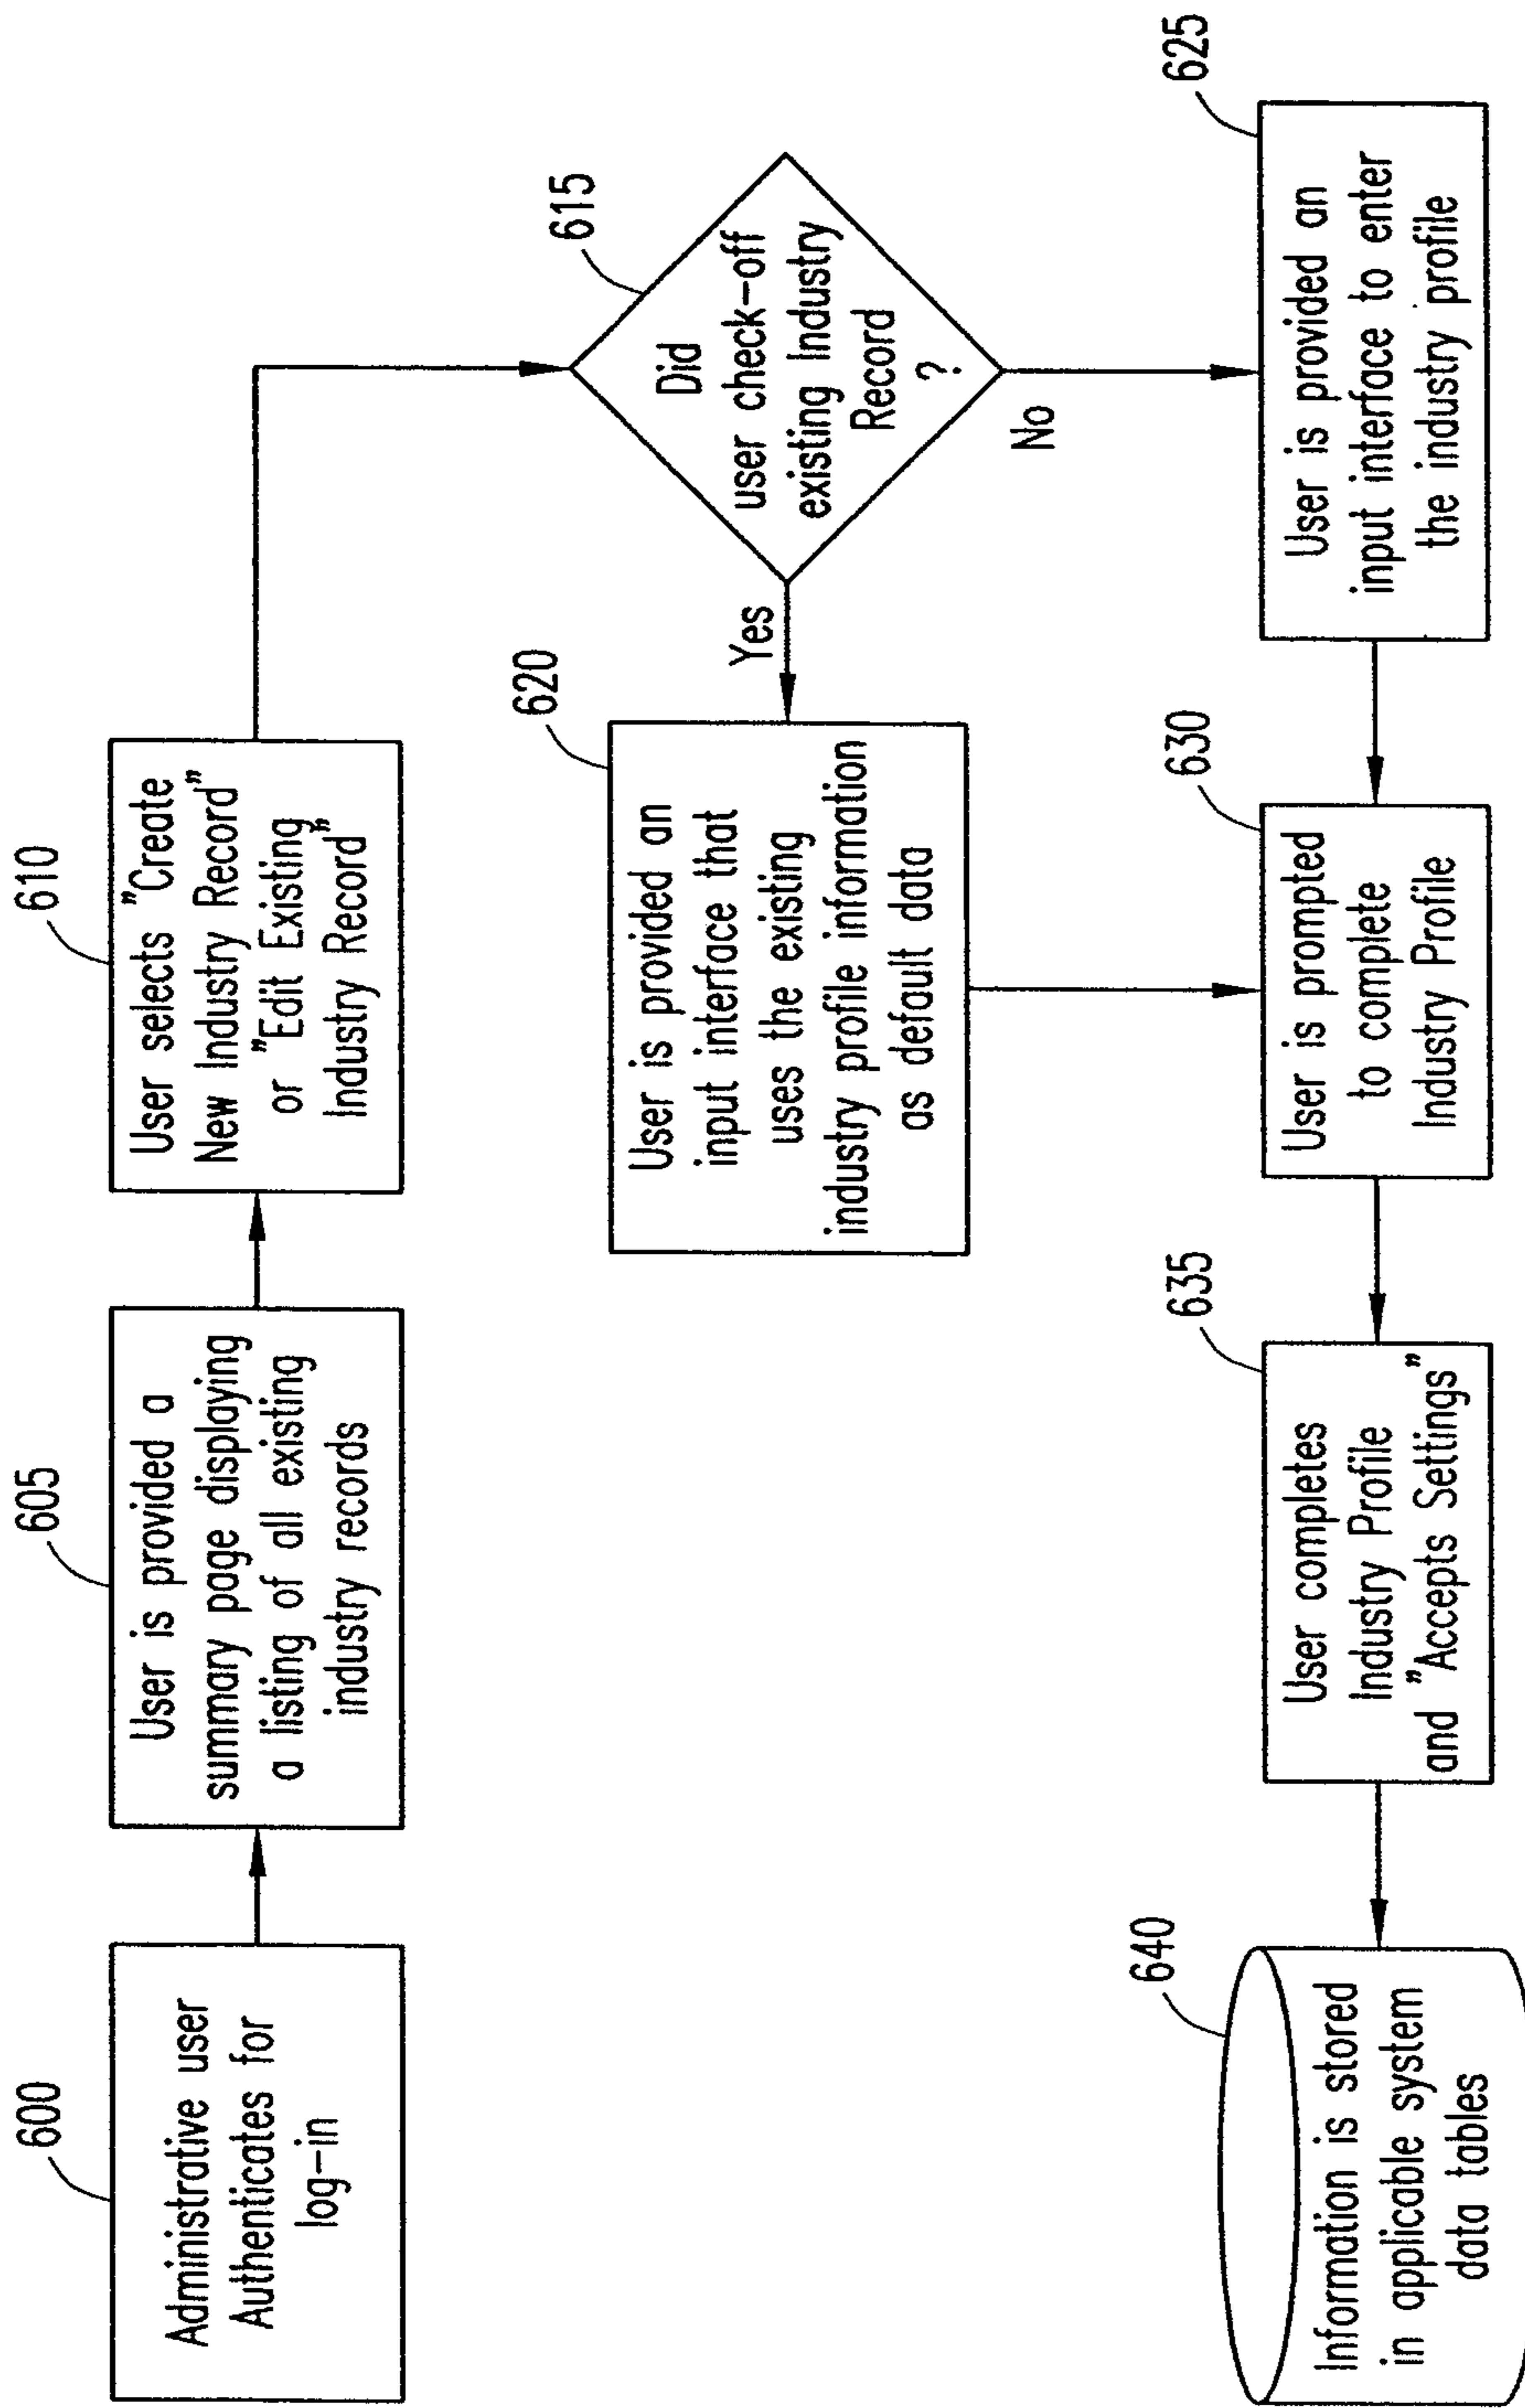 600
Administrative user
Authenticates for
log-in
605
User is provided a
summary page displaying
a listing of all existing
industry records
610
User selects "Create
New Industry Record"
or "Edit Existing
Industry Record"
615
Did
user check-off
existing Industry
Record
?
Yes
No
620
User is provided an
input interface that
uses the existing
industry profile information
as default data
625
User is provided an
input interface to enter
the industry profile
630
User is prompted
to complete
Industry Profile
635
User completes
Industry Profile
and "Accepts Settings"
640
Information is stored
in applicable system
data tables